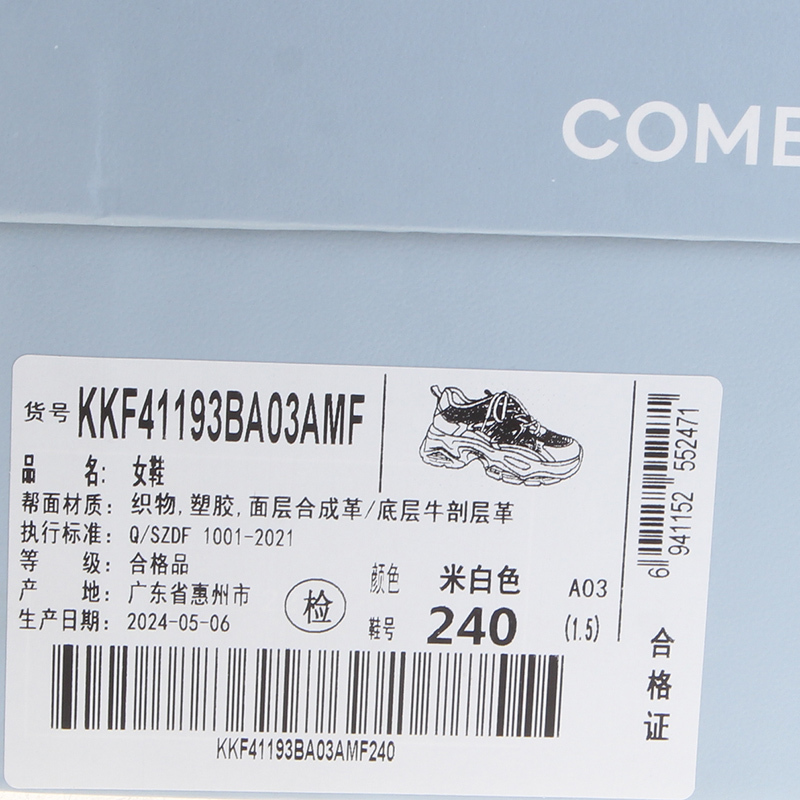 COME
货号 KKF41193BA03AMF
品 名: 女鞋
帮面材质: 织物,塑胶,面层合成革/底层牛剖层革
执行标准: Q/SZDF 1001-2021
等 级: 合格品
产 地: 广东省惠州市
生产日期: 2024-05-06
检
颜色 米白色 A03
鞋号 240 (1.5)
KKF41193BA03AMF240
6 941152 552471
合格证